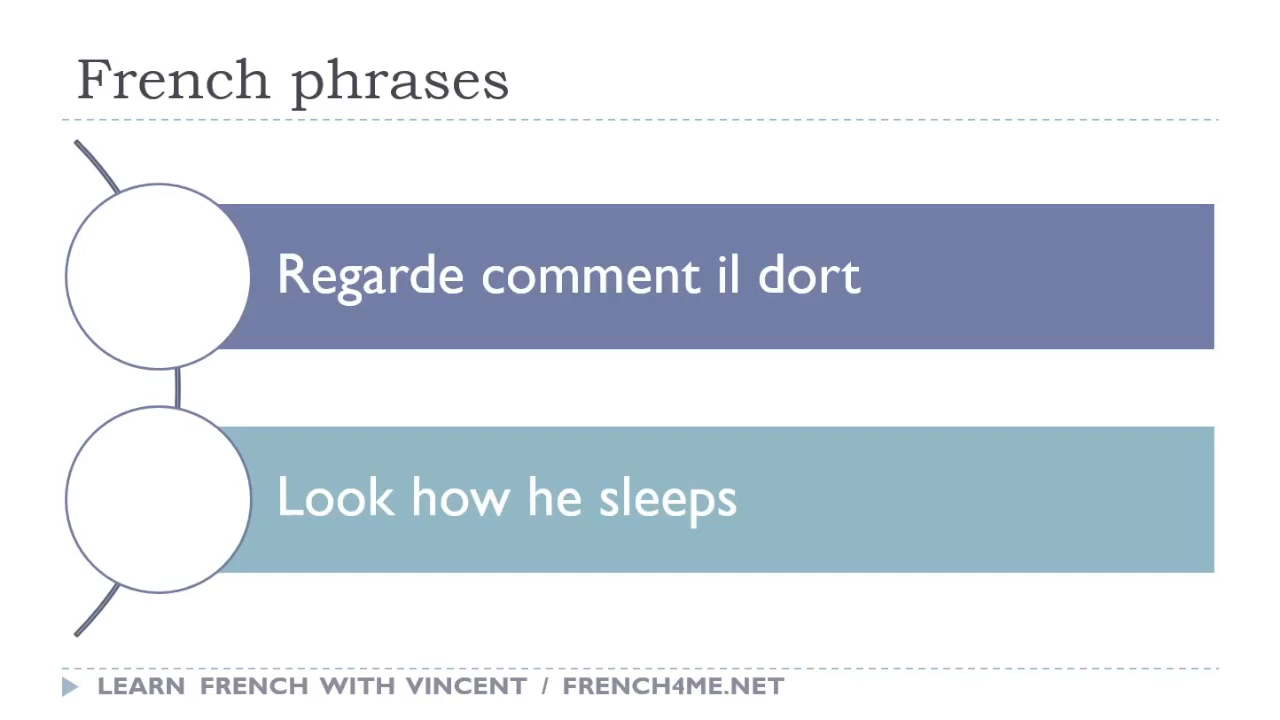 French phrases
Regarde comment il dort
Look how he sleeps
LEARN FRENCH WITH VINCENT / FRENCH4ME.NET